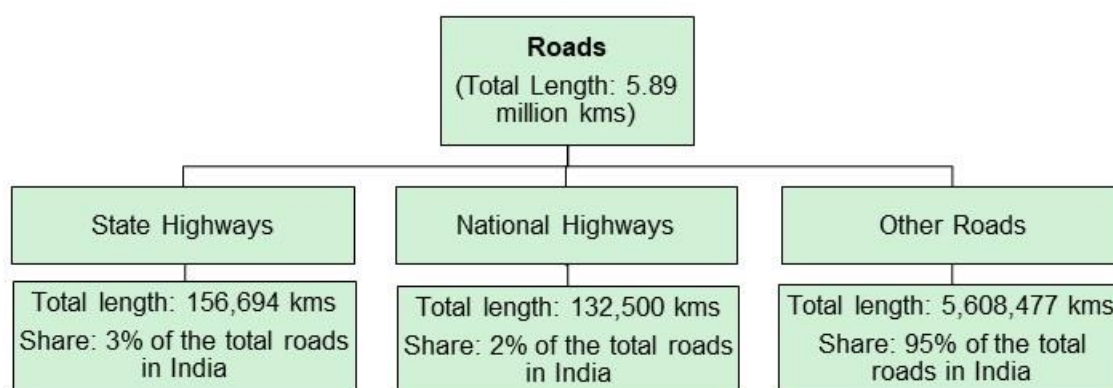 Roads
(Total Length: 5.89
million kms)
State Highways
National Highways
Other Roads
Total length: 156,694 kms
Share: 3% of the total roads
in India
Total length: 132,500 kms
Share: 2% of the total roads
in India
Total length: 5,608,477 kms
Share: 95% of the total
roads in India